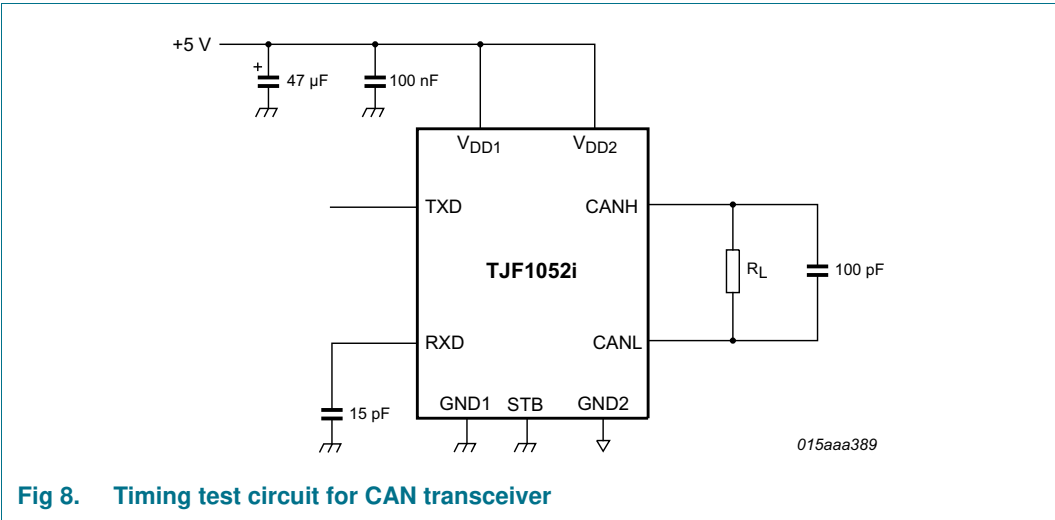 +5 V
+
47 µF
100 nF
VDD1
VDD2
TXD
CANH
TJF1052i
RL
100 pF
RXD
CANL
15 pF
GND1
STB
GND2
015aaa389
Fig 8. Timing test circuit for CAN transceiver